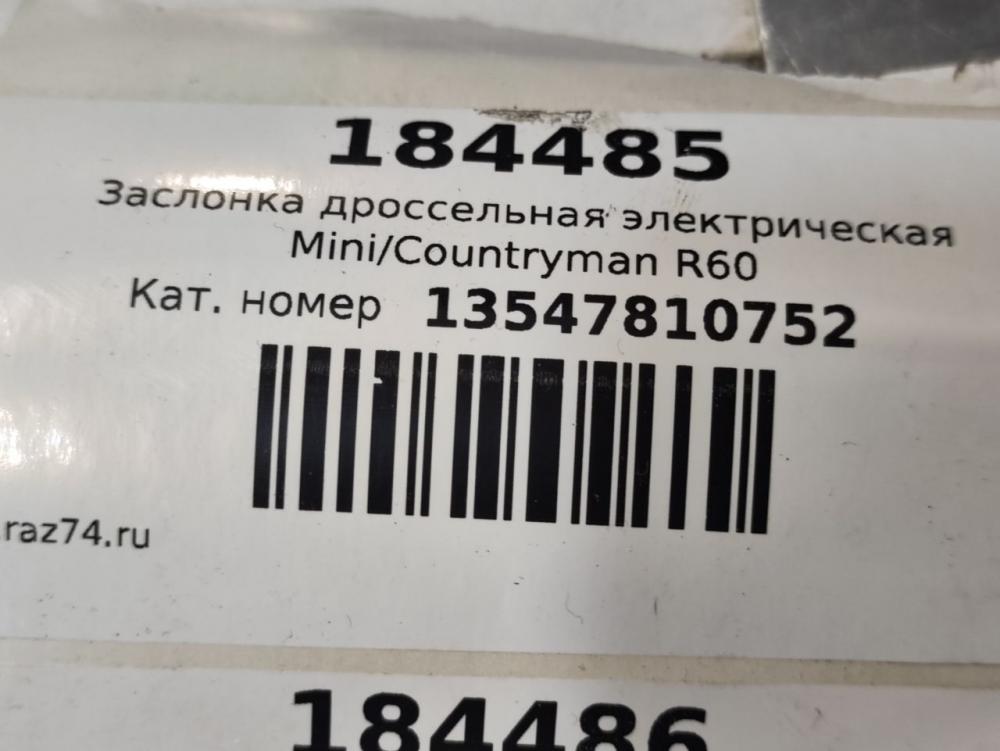 184485
Заслонка дроссельная электрическая
Mini/Countryman R60
Кат. номер 13547810752
raz74.ru
184486